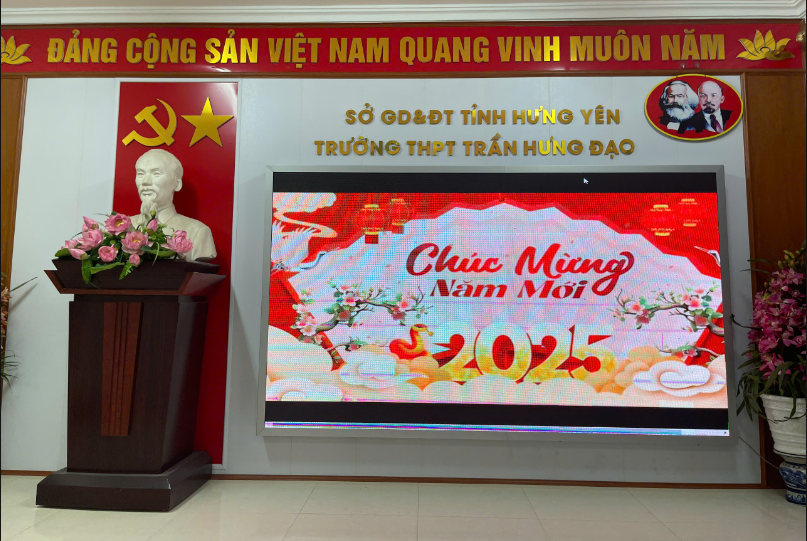 ĐẢNG CỘNG SẢN VIỆT NAM QUANG VINH MUÔN NĂM
SỞ GD&ĐT TỈNH HƯNG YÊN
TRƯỜNG THPT TRẦN HƯNG ĐẠO
Chúc Mừng
Năm Mới
2025